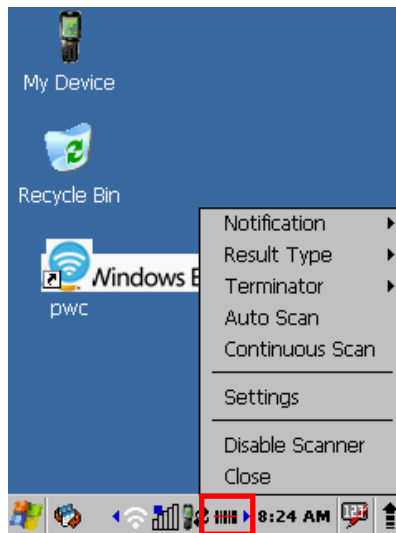 My Device
Recycle Bin
Windows E
pwc
Notification
Result Type
Terminator
Auto Scan
Continuous Scan
Settings
Disable Scanner
Close
8:24 AM
123